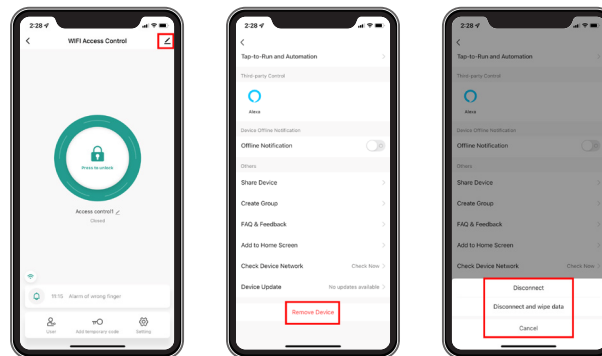 2:28
WIFI Access Control
Press to unlock
Access control1
Closed
11:15 Alarm of wrong finger
User
Add temporary code
Setting
2:28
Tap-to-Run and Automation
Third-party Control
Alexa
Device Offline Notification
Offline Notification
Others
Share Device
Create Group
FAQ & Feedback
Add to Home Screen
Check Device Network Check Now
Device Update No updates available
Remove Device
2:28
Tap-to-Run and Automation
Third-party Control
Alexa
Device Offline Notification
Offline Notification
Others
Share Device
Create Group
FAQ & Feedback
Add to Home Screen
Check Device Network Check Now
Disconnect
Disconnect and wipe data
Cancel